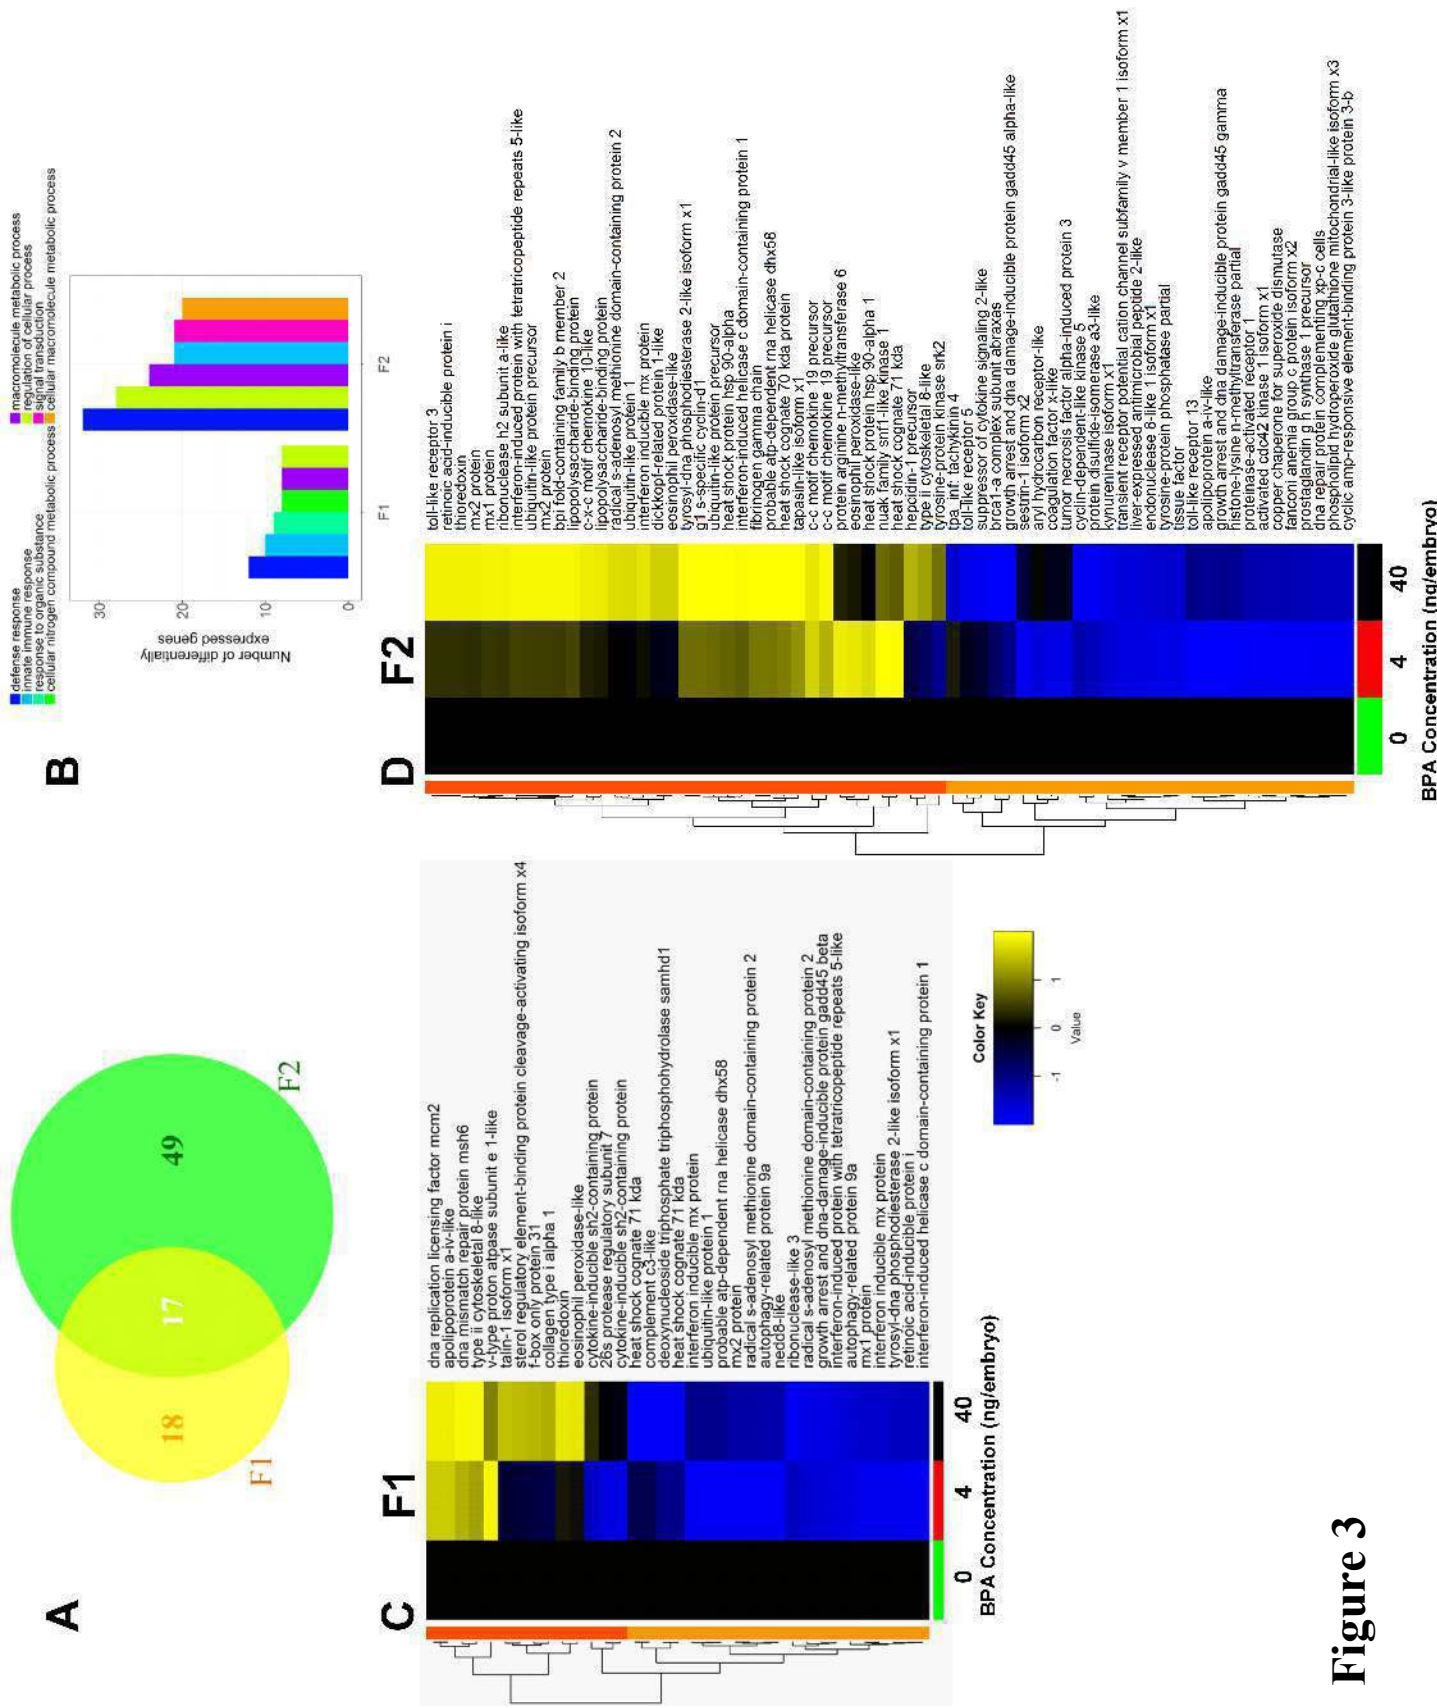 A
18
17
49
F1
F2
B
defense response
innate immune response
response to organic substance
cellular nitrogen compound metabolic process
macromolecule metabolic process
regulation of cellular process
signal transduction
cellular macromolecule metabolic process
Number of differentially
expressed genes
30
20
10
0
F1
F2
C
F1
dna replication licensing factor mcm2
apolipoprotein a-iv-like
dna mismatch repair protein msh6
type ii cytoskeletal 8-like
v-type proton atpase subunit e 1-like
talin-1 isoform x1
sterol regulatory element-binding protein cleavage-activating isoform x4
f-box only protein 31
collagen type i alpha 1
thioredoxin
eosinophil peroxidase-like
cytokine-inducible sh2-containing protein
26s protease regulatory subunit 7
cytokine-inducible sh2-containing protein
heat shock cognate 71 kda
complement c3-like
deoxynucleoside triphosphate triphosphohydrolase samhd1
heat shock cognate 71 kda
interferon inducible mx protein
ubiquitin-like protein 1
probable atp-dependent rna helicase dhx58
mx2 protein
radical s-adenosyl methionine domain-containing protein 2
autophagy-related protein 9a
nedd8-like
ribonuclease-like 3
radical s-adenosyl methionine domain-containing protein 2
growth arrest and dna-damage-inducible protein gadd45 beta
interferon-induced protein with tetratricopeptide repeats 5-like
autophagy-related protein 9a
mx1 protein
interferon inducible mx protein
tyrosyl-dna phosphodiesterase 2-like isoform x1
retinoic acid-inducible protein i
interferon-induced helicase c domain-containing protein 1
0
4
40
BPA Concentration (ng/embryo)
Color Key
-1
0
1
Value
D
F2
toll-like receptor 3
retinoic acid-inducible protein i
thioredoxin
mx2 protein
mx1 protein
ribonuclease h2 subunit a-like
interferon-induced protein with tetratricopeptide repeats 5-like
ubiquitin-like protein precursor
mx2 protein
bpi fold-containing family b member 2
lipopolysaccharide-binding protein
c-x-c motif chemokine 10-like
lipopolysaccharide-binding protein
radical s-adenosyl methionine domain-containing protein 2
ubiquitin-like protein 1
interferon inducible mx protein
dickkopf-related protein 1-like
eosinophil peroxidase-like
tyrosyl-dna phosphodiesterase 2-like isoform x1
g1 s-specific cyclin-d1
ubiquitin-like protein precursor
heat shock protein hsp 90-alpha
interferon-induced helicase c domain-containing protein 1
fibrinogen gamma chain
probable atp-dependent rna helicase dhx58
heat shock cognate 70 kda protein
tapasin-like isoform x1
c-c motif chemokine 19 precursor
c-c motif chemokine 19 precursor
protein arginine n-methyltransferase 6
eosinophil peroxidase-like
heat shock protein hsp 90-alpha 1
nuak family snf1-like kinase 1
heat shock cognate 71 kda
hepcidin-1 precursor
type ii cytoskeletal 8-like
tyrosine-protein kinase srk2
tpa_inf: tachykinin 4
toll-like receptor 5
suppressor of cytokine signaling 2-like
brca1-a complex subunit abraxas
growth arrest and dna damage-inducible protein gadd45 alpha-like
sestrin-1 isoform x2
aryl hydrocarbon receptor-like
coagulation factor x-like
tumor necrosis factor alpha-induced protein 3
cyclin-dependent-like kinase 5
protein disulfide-isomerase a3-like
kynureninase isoform x1
transient receptor potential cation channel subfamily v member 1 isoform x1
liver-expressed antimicrobial peptide 2-like
endonuclease 8-like 1 isoform x1
tyrosine-protein phosphatase partial
tissue factor
toll-like receptor 13
apolipoprotein a-iv-like
growth arrest and dna damage-inducible protein gadd45 gamma
histone-lysine n-methyltransferase partial
proteinase-activated receptor 1
activated cdc42 kinase 1 isoform x1
copper chaperone for superoxide dismutase
fanconi anemia group c protein isoform x2
prostaglandin g h synthase 1 precursor
dna repair protein complementing xp-c cells
phospholipid hydroperoxide glutathione mitochondrial-like isoform x3
cyclic amp-responsive element-binding protein 3-like protein 3-b
0
4
40
BPA Concentration (ng/embryo)
Figure 3